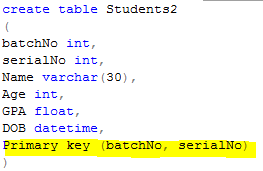 create table Students2
(
batchNo int,
serialNo int,
Name varchar(30),
Age int,
GPA float,
DOB datetime,
Primary key (batchNo, serialNo)
)